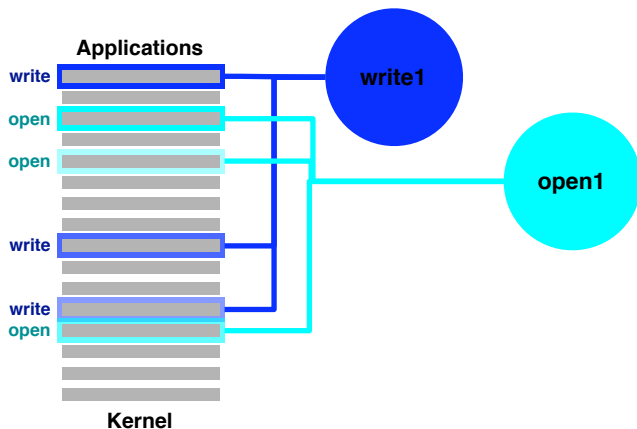 Applications
write
write1
open
open
open1
write
write
open
Kernel